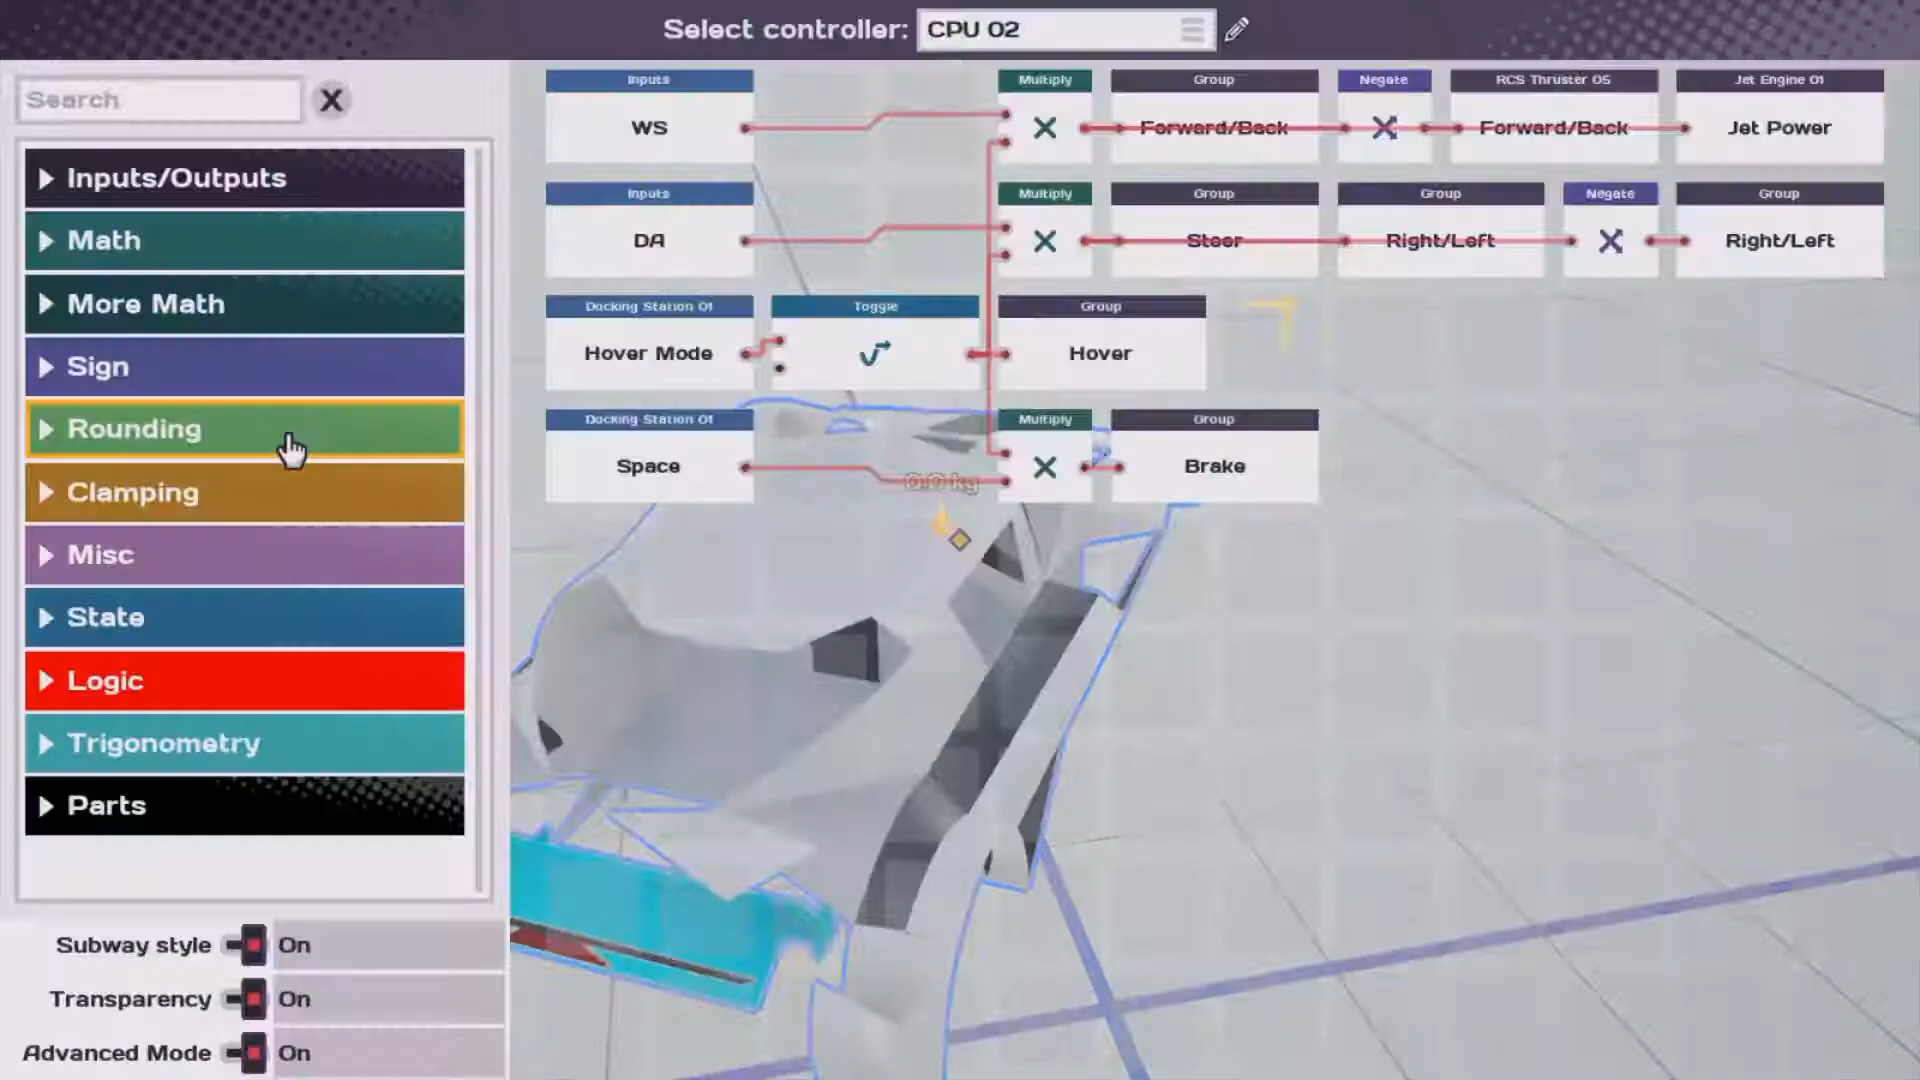 Select controller: CPU 02
Search
Inputs/Outputs
Math
More Math
Sign
Rounding
Clamping
Misc
State
Logic
Trigonometry
Parts
Subway style On
Transparency On
Advanced Mode On
Inputs
WS
Multiply
Group
Forward/Back
Negate
RCS Thruster 05
Forward/Back
Jet Engine 01
Jet Power
Inputs
DA
Multiply
Group
Steer
Group
Right/Left
Negate
Group
Right/Left
Docking Station 01
Hover Mode
Toggle
Group
Hover
Docking Station 01
Space
Multiply
Group
Brake
0.0 kg